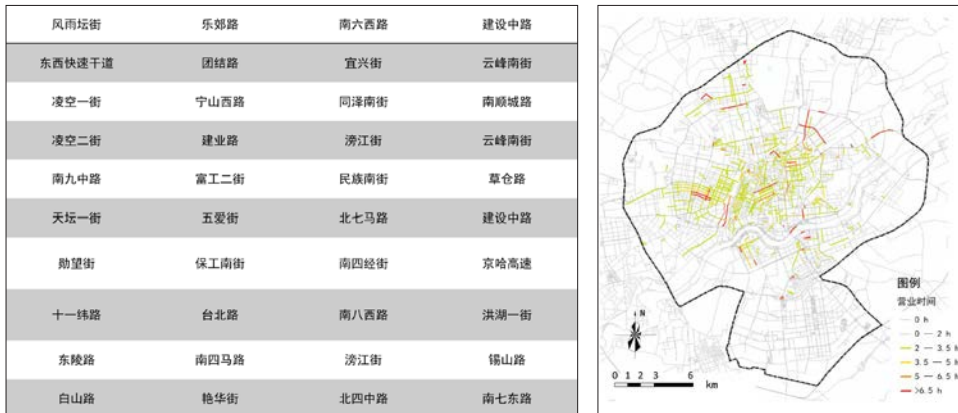 风雨坛街 乐郊路 南六西路 建设中路
东西快速干道 团结路 宜兴街 云峰南街
凌空一街 宁山西路 同泽南街 南顺城路
凌空二街 建业路 滂江街 云峰南街
南九中路 富工二街 民族南街 草仓路
天坛一街 五爱街 北七马路 建设中路
勋望街 保工南街 南四经街 京哈高速
十一纬路 台北路 南八西路 洪湖一街
东陵路 南四马路 滂江街 锡山路
白山路 艳华街 北四中路 南七东路
图例
营业时间
0 h
0 — 2 h
2 — 3.5 h
3.5 — 5 h
5 — 6.5 h
>6.5 h
N
0 1 2 3 6
km